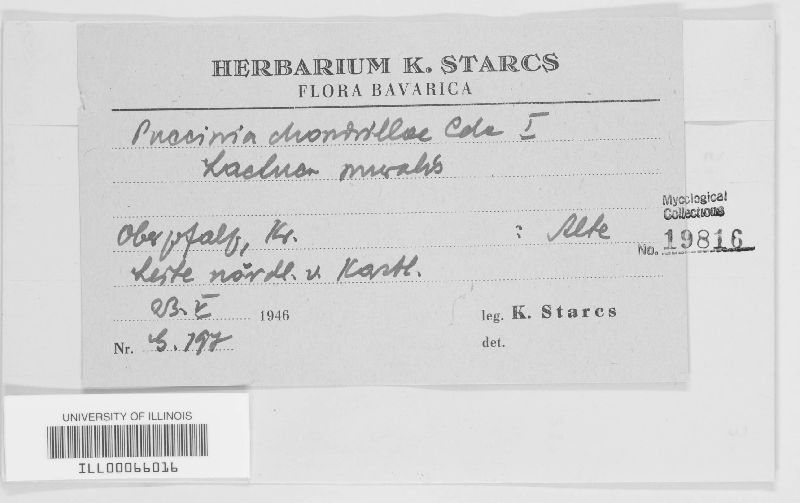 HERBARIUM K. STARCS
FLORA BAVARICA
Puccinia chondrillae Cda I
Lactuca muralis
Oberpfalz, Kr. : Alte
Leite nördl. v. Kastl.
23. V 1946
leg. K. Starcs
Nr. S. 197
det.
Mycological
Collections
No. 19816
UNIVERSITY OF ILLINOIS
ILL00066016